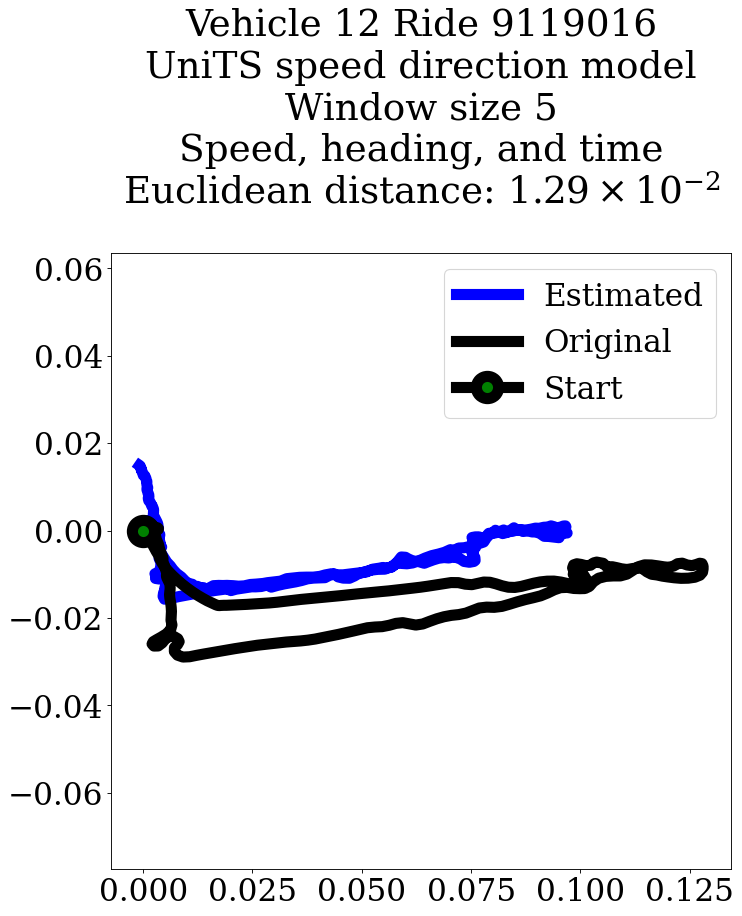 Vehicle 12 Ride 9119016
UniTS speed direction model
Window size 5
Speed, heading, and time
Euclidean distance: 1.29 × 10⁻²
0.06
0.04
0.02
0.00
−0.02
−0.04
−0.06
Estimated
Original
Start
0.000 0.025 0.050 0.075 0.100 0.125